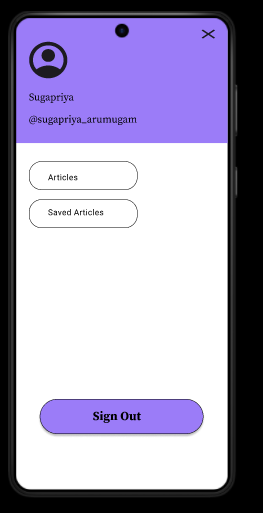 Sugapriya
@sugapriya_arumugam
Articles
Saved Articles
Sign Out